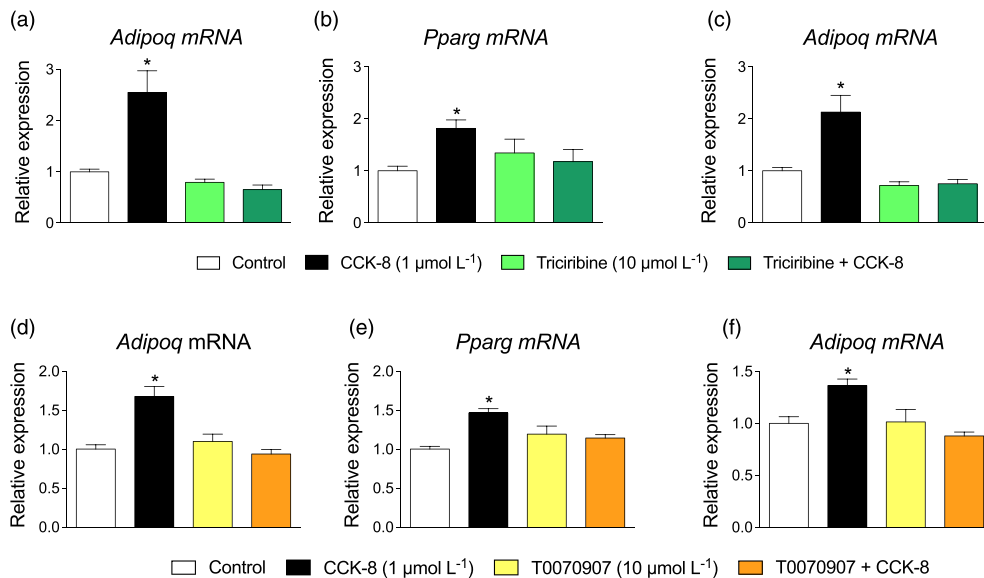 (a)
Adipoq mRNA
Relative expression
3
2
1
0
*
(b)
Pparg mRNA
Relative expression
3
2
1
0
*
(c)
Adipoq mRNA
Relative expression
3
2
1
0
*
Control CCK-8 (1 µmol L⁻¹) Triciribine (10 µmol L⁻¹) Triciribine + CCK-8
(d)
Adipoq mRNA
Relative expression
2.0
1.5
1.0
0.5
0.0
*
(e)
Pparg mRNA
Relative expression
2.0
1.5
1.0
0.5
0.0
*
(f)
Adipoq mRNA
Relative expression
1.5
1.0
0.5
0.0
*
Control CCK-8 (1 µmol L⁻¹) T0070907 (10 µmol L⁻¹) T0070907 + CCK-8